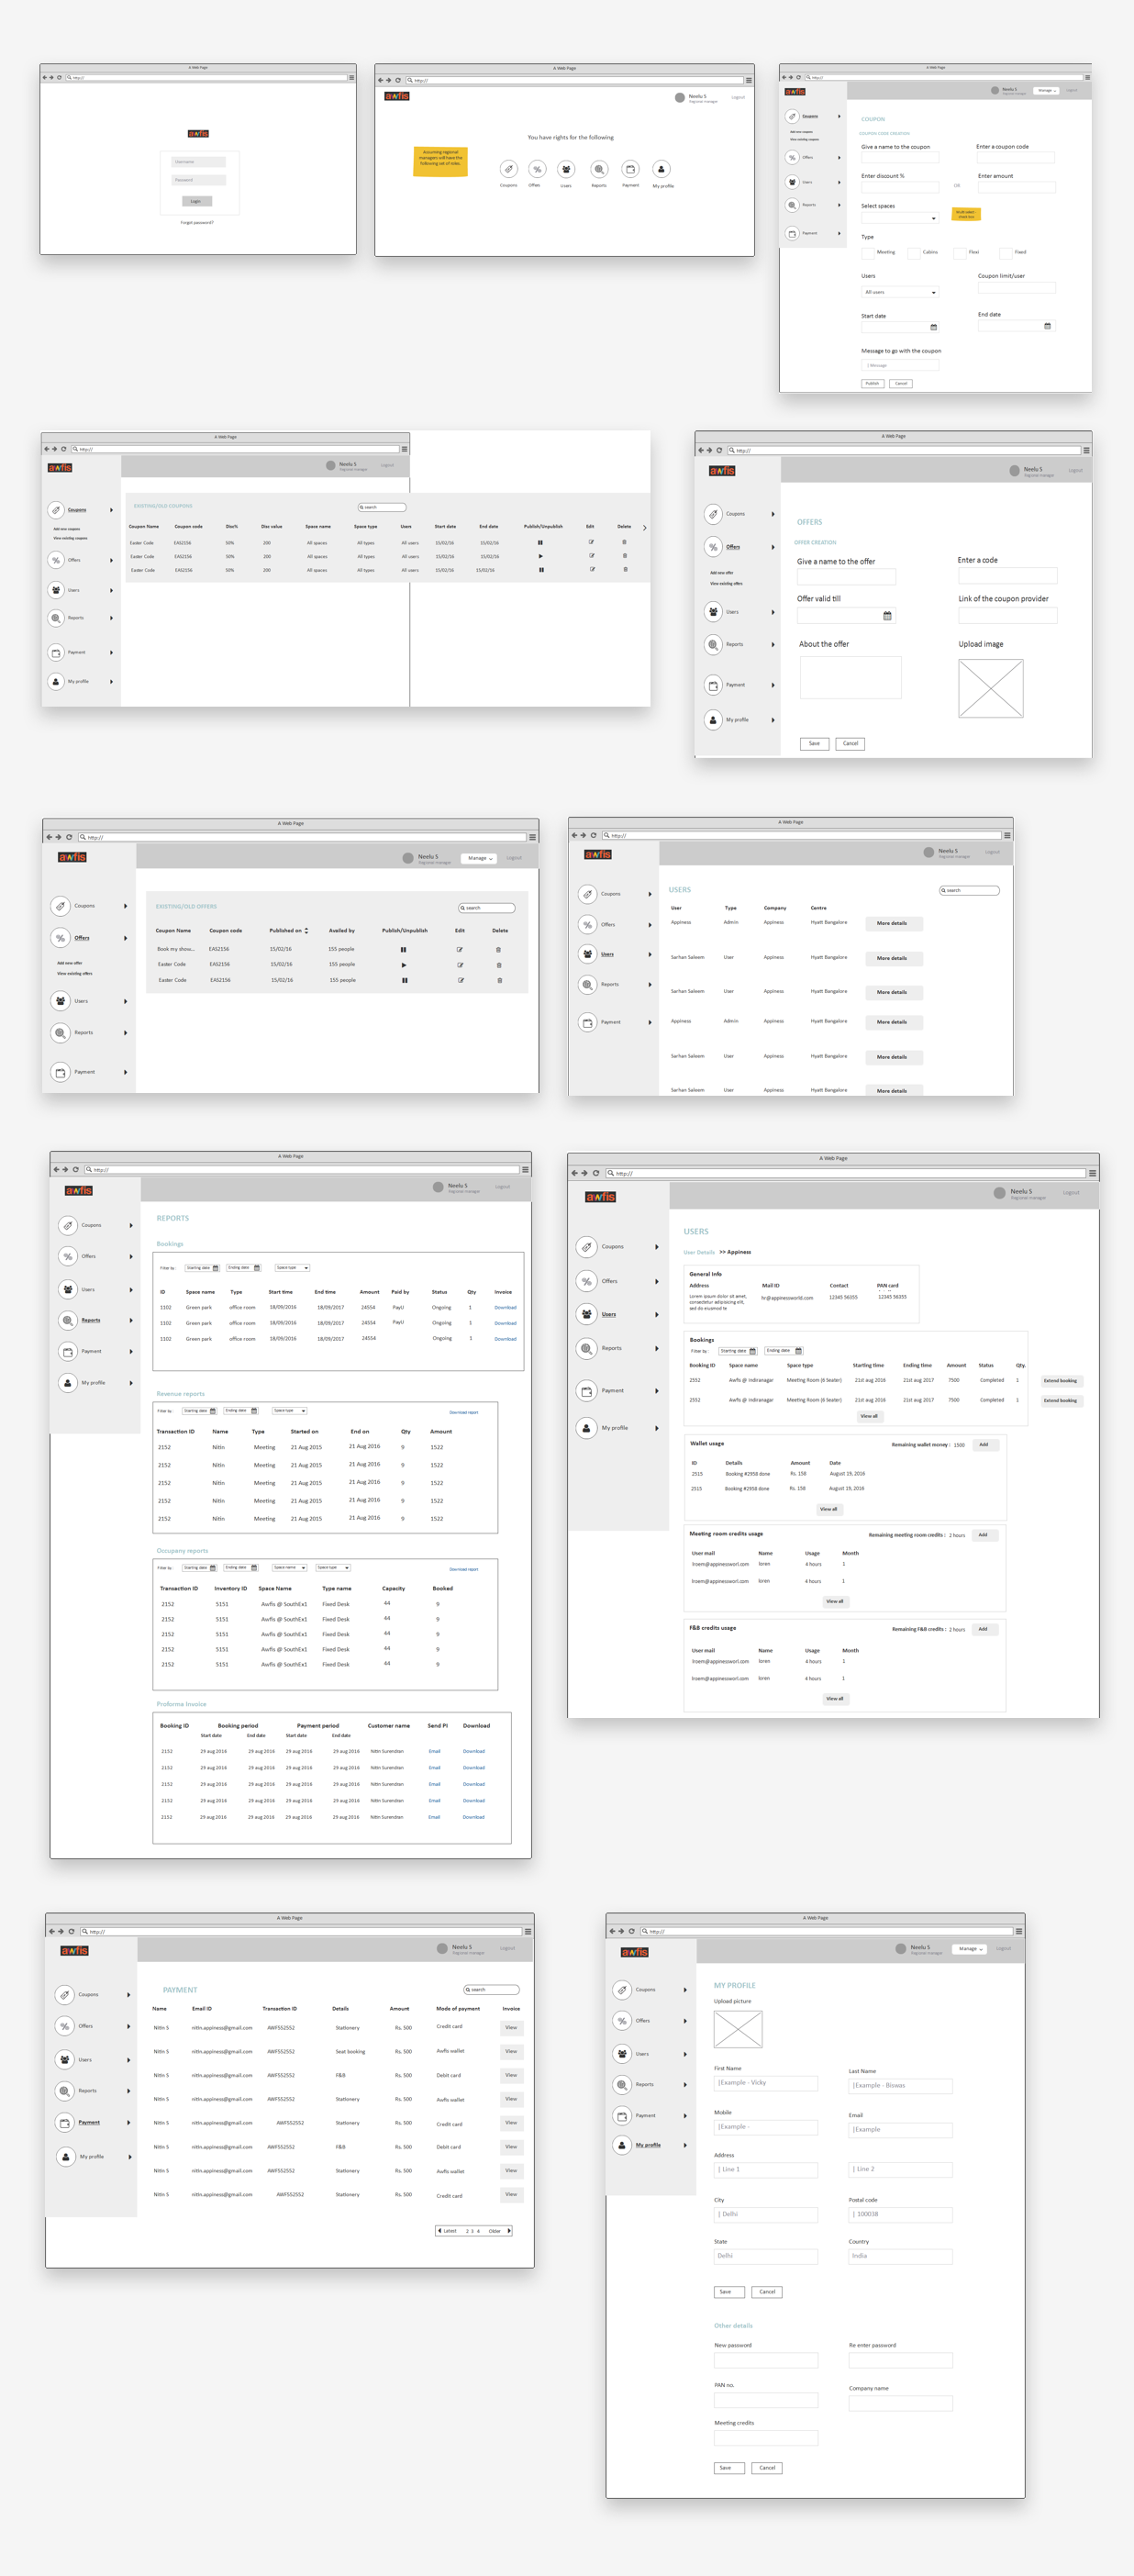 A Web Page
http://
awfis
Username
Password
Login
Forgot password?
A Web Page
http://
awfis
Neelu S
Regional manager
Logout
You have rights for the following
Assuming regional
managers will have the
following set of roles.
Coupons Offers Users Reports Payment My profile
A Web Page
http://
awfis
Neelu S
Regional manager
Manage
Logout
Coupons
Add new coupon
View existing coupons
Offers
Users
Reports
Payment
COUPON
COUPON CODE CREATION
Give a name to the coupon Enter a coupon code
Enter discount % OR Enter amount
Select spaces
Type
Meeting Cabins Flexi Fixed
Users Coupon limit/user
All users
Start date End date
Message to go with the coupon
| Message
Publish Cancel
A Web Page
http://
awfis
Neelu S
Regional manager
Logout
Coupons
Add new coupon
View existing coupons
Offers
Users
Reports
Payment
My profile
EXISTING/OLD COUPONS
search
Coupon Name Coupon code Disc% Disc value Space name Space type Users Start date End date Publish/Unpublish Edit Delete
Easter Code EAS2156 50% 200 All spaces All types All users 15/02/16 15/02/16
Easter Code EAS2156 50% 200 All spaces All types All users 15/02/16 15/02/16
Easter Code EAS2156 50% 200 All spaces All types All users 15/02/16 15/02/16
A Web Page
http://
awfis
Neelu S
Regional manager
Logout
Coupons
Offers
Add new offer
View existing offers
Users
Reports
Payment
My profile
OFFERS
OFFER CREATION
Give a name to the offer Enter a code
Offer valid till Link of the coupon provider
About the offer Upload image
Save Cancel
A Web Page
http://
awfis
Neelu S
Regional manager
Manage
Logout
Coupons
Offers
Add new offer
View existing offers
Users
Reports
Payment
EXISTING/OLD OFFERS
search
Coupon Name Coupon code Published on Availed by Publish/Unpublish Edit Delete
Book my show... EAS2156 15/02/16 155 people
Easter Code EAS2156 15/02/16 155 people
Easter Code EAS2156 15/02/16 155 people
A Web Page
http://
awfis
Neelu S
Regional manager
Logout
Coupons
Offers
Users
Reports
Payment
USERS
search
User Type Company Centre
Appiness Admin Appiness Hyatt Bangalore More details
Sarhan Saleem User Appiness Hyatt Bangalore More details
Sarhan Saleem User Appiness Hyatt Bangalore More details
Appiness Admin Appiness Hyatt Bangalore More details
Sarhan Saleem User Appiness Hyatt Bangalore More details
Sarhan Saleem User Appiness Hyatt Bangalore More details
A Web Page
http://
awfis
Neelu S
Regional manager
Logout
Coupons
Offers
Users
Reports
Payment
My profile
REPORTS
Bookings
Filter by : Starting date Ending date Space type
ID Space name Type Start time End time Amount Paid by Status Qty Invoice
1102 Green park office room 18/09/2016 18/09/2017 24554 PayU Ongoing 1 Download
1102 Green park office room 18/09/2016 18/09/2017 24554 PayU Ongoing 1 Download
1102 Green park office room 18/09/2016 18/09/2017 24554 Ongoing 1 Download
Revenue reports
Filter by : Starting date Ending date Space type Download report
Transaction ID Name Type Started on End on Qty Amount
2152 Nitin Meeting 21 Aug 2015 21 Aug 2016 9 1522
2152 Nitin Meeting 21 Aug 2015 21 Aug 2016 9 1522
2152 Nitin Meeting 21 Aug 2015 21 Aug 2016 9 1522
2152 Nitin Meeting 21 Aug 2015 21 Aug 2016 9 1522
2152 Nitin Meeting 21 Aug 2015 21 Aug 2016 9 1522
Occupany reports
Filter by : Starting date Ending date Space name Space type Download report
Transaction ID Inventory ID Space Name Type name Capacity Booked
2152 5151 Awfis @ SouthEx1 Fixed Desk 44 9
2152 5151 Awfis @ SouthEx1 Fixed Desk 44 9
2152 5151 Awfis @ SouthEx1 Fixed Desk 44 9
2152 5151 Awfis @ SouthEx1 Fixed Desk 44 9
2152 5151 Awfis @ SouthEx1 Fixed Desk 44 9
Proforma Invoice
Booking ID Booking period Payment period Customer name Send PI Download
Start date End date Start date End date
2152 29 aug 2016 29 aug 2016 29 aug 2016 29 aug 2016 Nitin Surendran Email Download
2152 29 aug 2016 29 aug 2016 29 aug 2016 29 aug 2016 Nitin Surendran Email Download
2152 29 aug 2016 29 aug 2016 29 aug 2016 29 aug 2016 Nitin Surendran Email Download
2152 29 aug 2016 29 aug 2016 29 aug 2016 29 aug 2016 Nitin Surendran Email Download
2152 29 aug 2016 29 aug 2016 29 aug 2016 29 aug 2016 Nitin Surendran Email Download
A Web Page
http://
awfis
Neelu S
Regional manager
Logout
Coupons
Offers
Users
Reports
Payment
My profile
USERS
User Details >> Appiness
General Info
Address Mail ID Contact PAN card
Lorem ipsum dolor sit amet, hr@appinessworld.com 12345 56355 12345 56355
consectetur adipiscing elit,
sed do eiusmod te
Bookings
Filter by : Starting date Ending date
Booking ID Space name Space type Starting time Ending time Amount Status Qty.
2552 Awfis @ indiranagar Meeting Room (6 Seater) 21st aug 2016 21st aug 2017 7500 Completed 1 Extend booking
2552 Awfis @ indiranagar Meeting Room (6 Seater) 21st aug 2016 21st aug 2017 7500 Completed 1 Extend booking
View all
Wallet usage Remaining wallet money : 1500 Add
ID Details Amount Date
2515 Booking #2958 done Rs. 158 August 19, 2016
2515 Booking #2958 done Rs. 158 August 19, 2016
View all
Meeting room credits usage Remaining meeting room credits : 2 hours Add
User mail Name Usage Month
lroem@appinessworl.com loren 4 hours 1
lroem@appinessworl.com loren 4 hours 1
View all
F&B credits usage Remaining F&B credits : 2 hours Add
User mail Name Usage Month
lroem@appinessworl.com loren 4 hours 1
lroem@appinessworl.com loren 4 hours 1
View all
A Web Page
http://
awfis
Neelu S
Regional manager
Logout
Coupons
Offers
Users
Reports
Payment
My profile
PAYMENT
search
Name Email ID Transaction ID Details Amount Mode of payment Invoice
Nitin S nitin.appiness@gmail.com AWFS52552 Stationery Rs. 500 Credit card View
Nitin S nitin.appiness@gmail.com AWFS52552 Seat booking Rs. 500 Awfis wallet View
Nitin S nitin.appiness@gmail.com AWFS52552 F&B Rs. 500 Debit card View
Nitin S nitin.appiness@gmail.com AWFS52552 Stationery Rs. 500 Awfis wallet View
Nitin S nitin.appiness@gmail.com AWFS52552 Stationery Rs. 500 Credit card View
Nitin S nitin.appiness@gmail.com AWFS52552 F&B Rs. 500 Debit card View
Nitin S nitin.appiness@gmail.com AWFS52552 Stationery Rs. 500 Awfis wallet View
Nitin S nitin.appiness@gmail.com AWFS52552 Stationery Rs. 500 Credit card View
Latest 2 3 4 Older
A Web Page
http://
awfis
Neelu S
Regional manager
Manage
Logout
Coupons
Offers
Users
Reports
Payment
My profile
MY PROFILE
Upload picture
First Name Last Name
|Example - Vicky |Example - Biswas
Mobile Email
|Example - |Example
Address
| Line 1 | Line 2
City Postal code
| Delhi | 100038
State Country
Delhi India
Save Cancel
Other details
New password Re enter password
PAN no. Company name
Meeting credits
Save Cancel